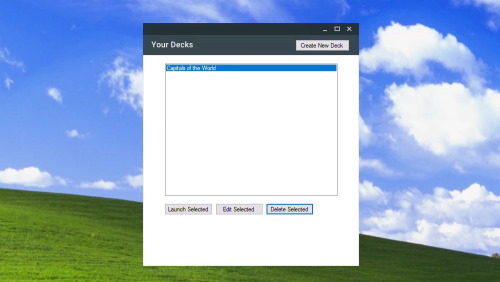 Your Decks
Create New Deck
Capitals of the World
Launch Selected
Edit Selected
Delete Selected